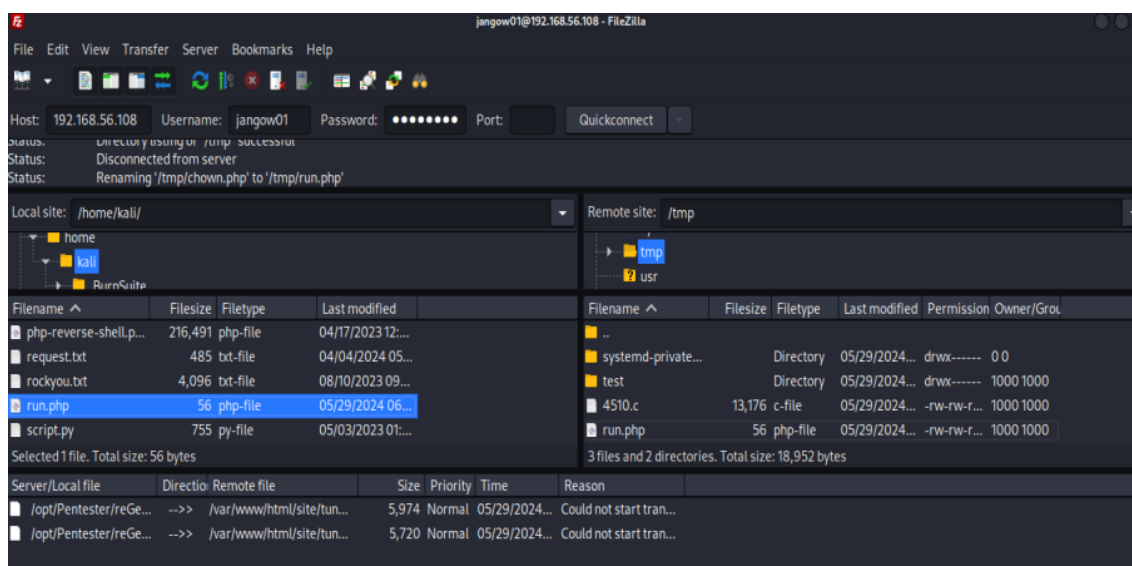 jangow01@192.168.56.108 - FileZilla
File Edit View Transfer Server Bookmarks Help
Host: 192.168.56.108 Username: jangow01 Password: ●●●●●●●● Port: Quickconnect
Status: Directory listing of "/tmp" successful
Status: Disconnected from server
Status: Renaming '/tmp/chown.php' to '/tmp/run.php'
Local site: /home/kali/
Remote site: /tmp
home
kali
BurpSuite
tmp
usr
Filename Filesize Filetype Last modified
php-reverse-shell.p... 216,491 php-file 04/17/2023 12:...
request.txt 485 txt-file 04/04/2024 05...
rockyou.txt 4,096 txt-file 08/10/2023 09...
run.php 56 php-file 05/29/2024 06...
script.py 755 py-file 05/03/2023 01:...
Selected 1 file. Total size: 56 bytes
Filename Filesize Filetype Last modified Permission Owner/Grou
..
systemd-private... Directory 05/29/2024... drwx------ 0 0
test Directory 05/29/2024... drwx------ 1000 1000
4510.c 13,176 c-file 05/29/2024... -rw-rw-r... 1000 1000
run.php 56 php-file 05/29/2024... -rw-rw-r... 1000 1000
3 files and 2 directories. Total size: 18,952 bytes
Server/Local file Directio Remote file Size Priority Time Reason
/opt/Pentester/reGe... -->> /var/www/html/site/tun... 5,974 Normal 05/29/2024... Could not start tran...
/opt/Pentester/reGe... -->> /var/www/html/site/tun... 5,720 Normal 05/29/2024... Could not start tran...